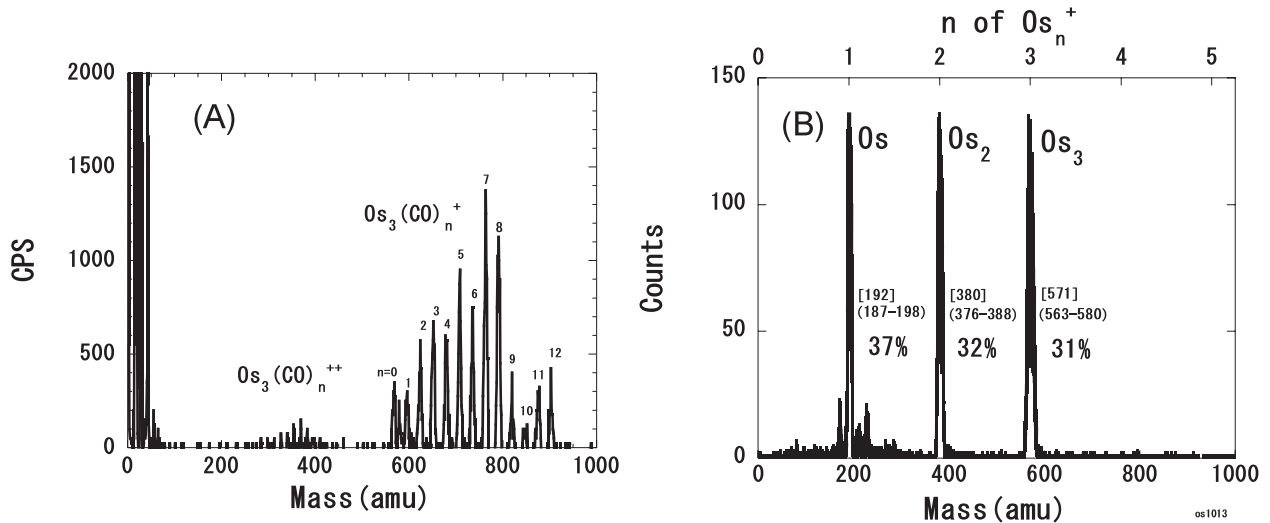 (A)
CPS
2000
1500
1000
500
0
Os3(CO)n+
Os3(CO)n++
n=0
1
2
3
4
5
6
7
8
9
10
11
12
0 200 400 600 800 1000
Mass(amu)
n of Osn+
0 1 2 3 4 5
(B)
Counts
150
100
50
0
Os
Os2
Os3
[192] [380] [571]
(187–198) (376–388) (563–580)
37% 32% 31%
0 200 400 600 800 1000
Mass(amu)
os1013